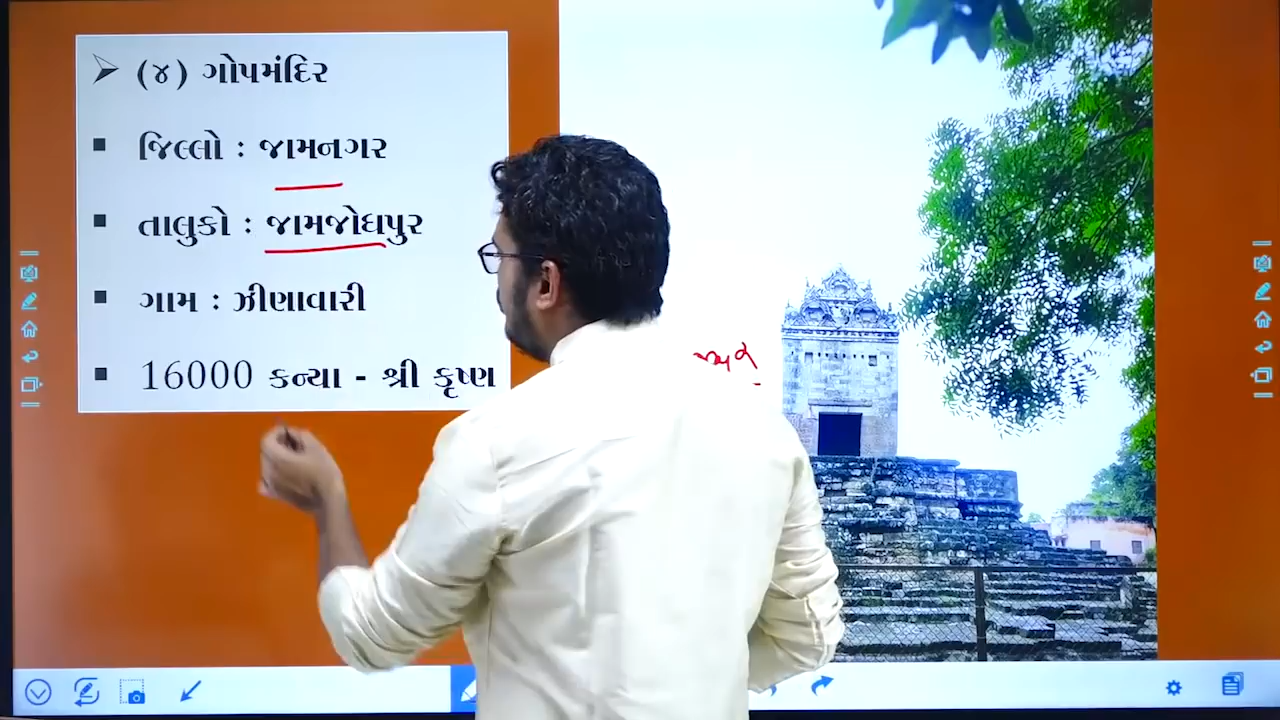 ➢ (૪) ગોપમંદિર
▪ જિલ્લો : જામનગર
▪ તાલુકો : જામજોધપુર
▪ ગામ : ઝીણાવારી
▪ 16000 કન્યા - શ્રી કૃષ્ણ